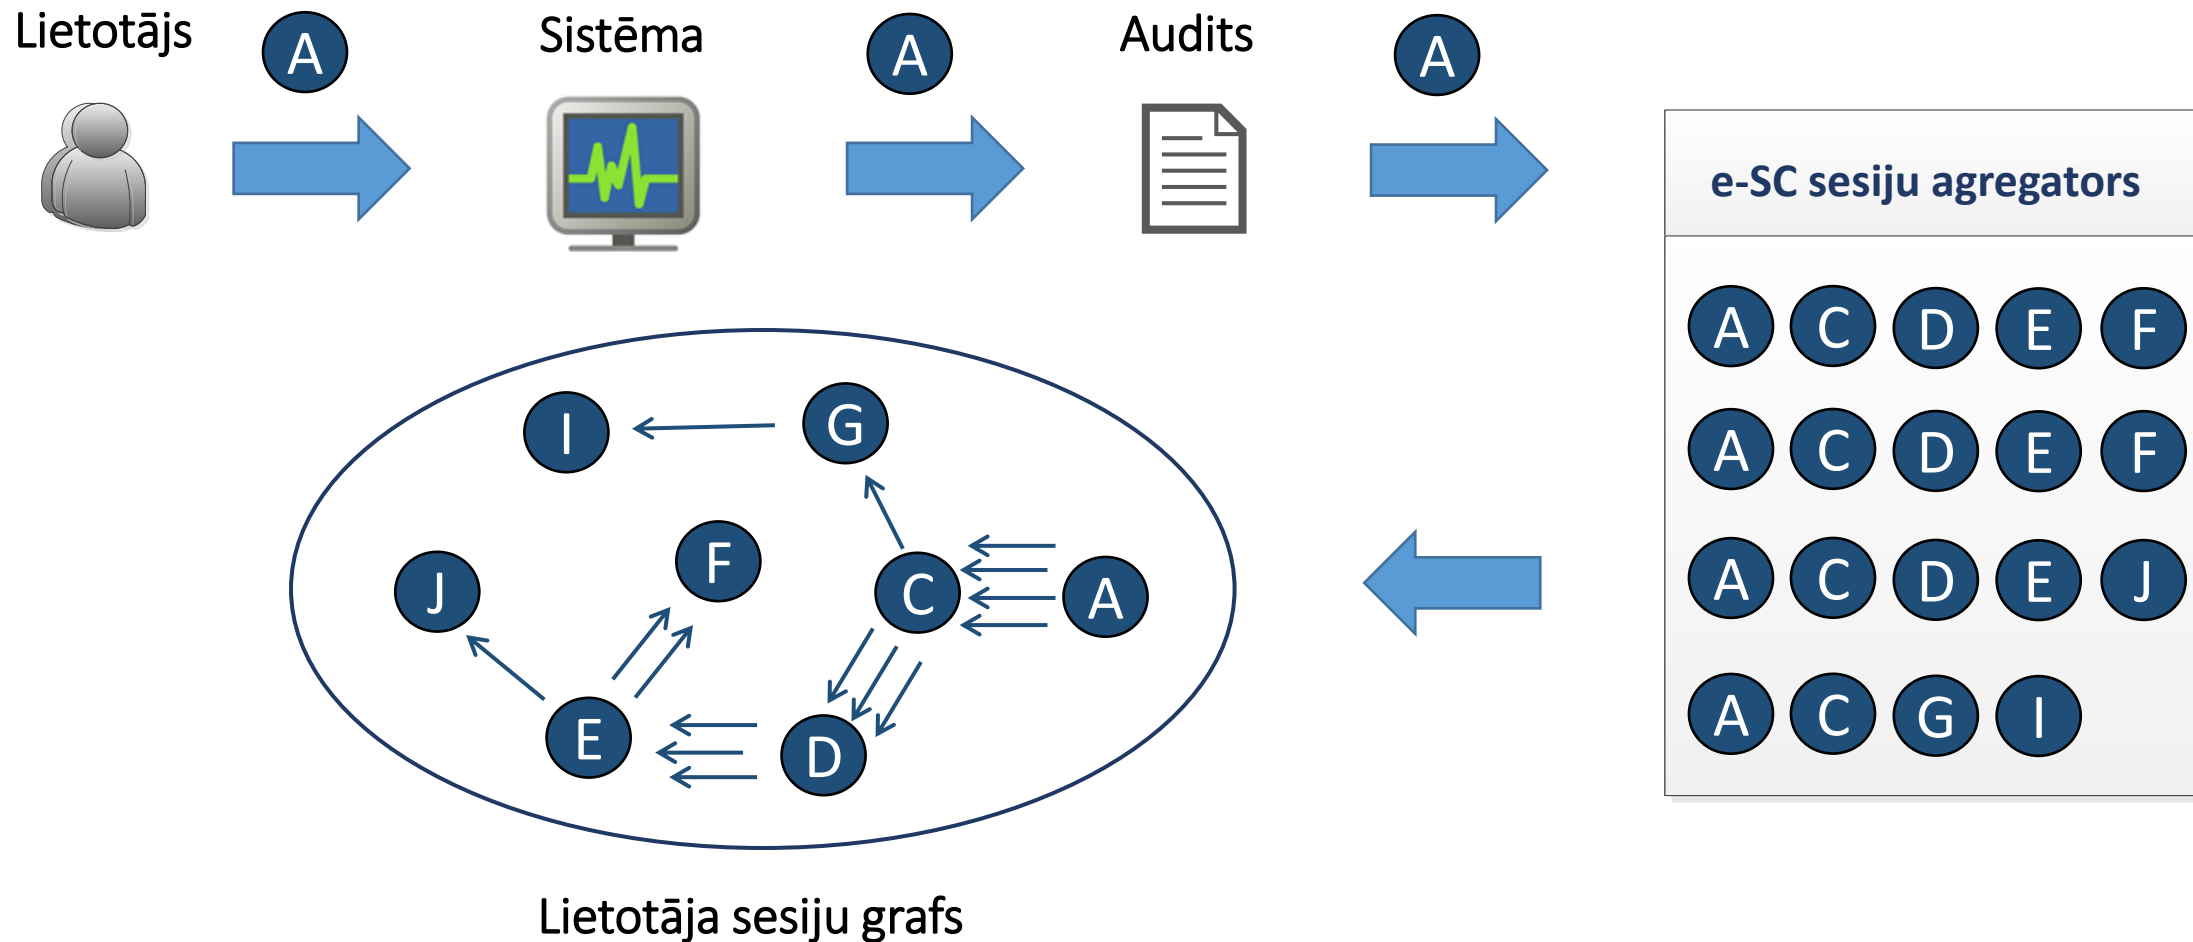 Lietotājs
A
Sistēma
A
Audits
A
e-SC sesiju agregators
A C D E F
A C D E F
A C D E J
A C G I
I
G
J
F
C
A
E
D
Lietotāja sesiju grafs